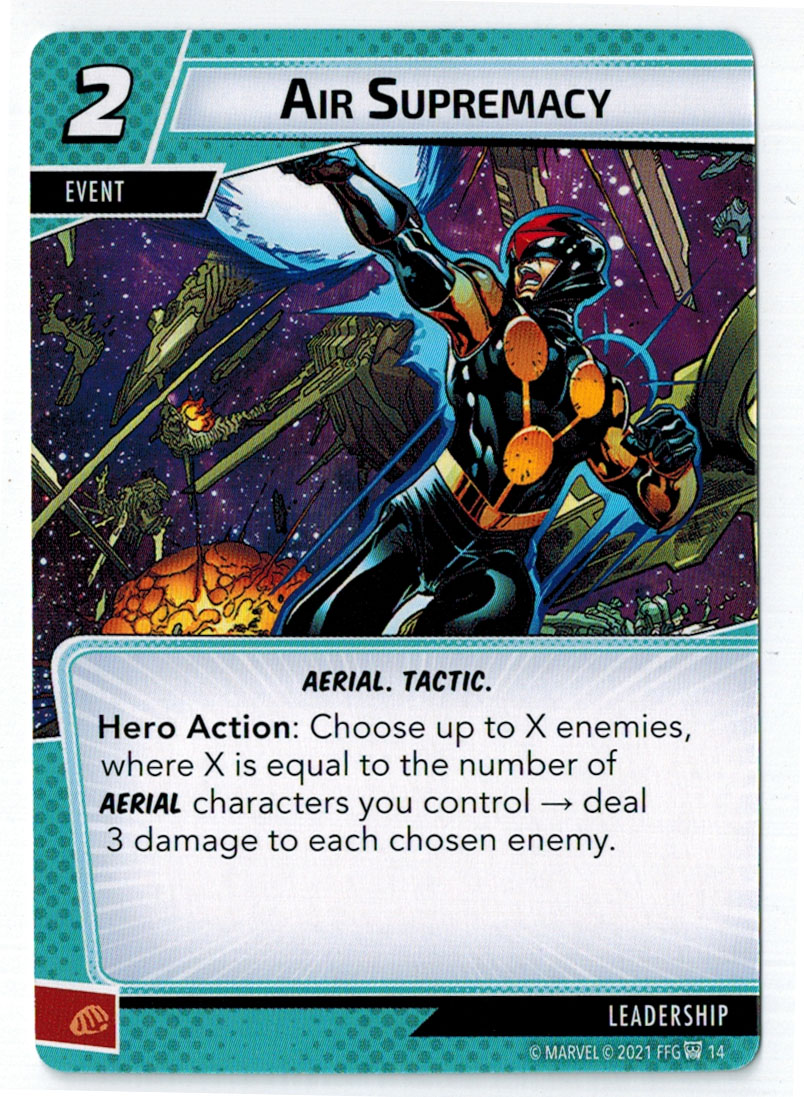 2
AIR SUPREMACY
EVENT
AERIAL. TACTIC.
Hero Action: Choose up to X enemies,
where X is equal to the number of
AERIAL characters you control → deal
3 damage to each chosen enemy.
LEADERSHIP
© MARVEL © 2021 FFG 14